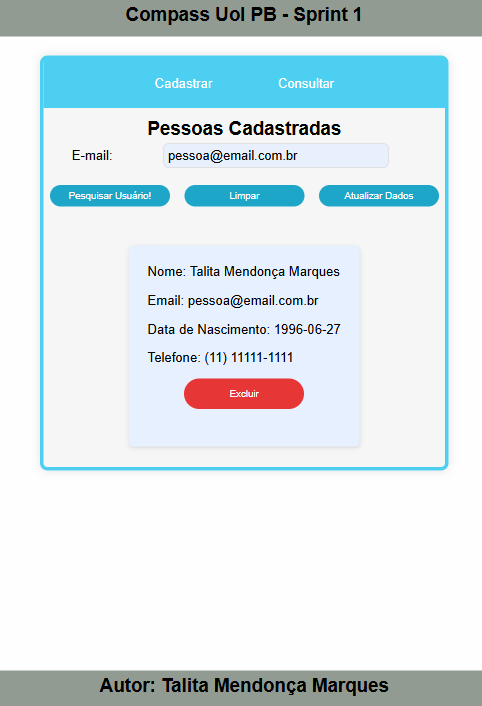 Compass Uol PB - Sprint 1
Cadastrar Consultar
Pessoas Cadastradas
E-mail: pessoa@email.com.br
Pesquisar Usuário! Limpar Atualizar Dados
Nome: Talita Mendonça Marques
Email: pessoa@email.com.br
Data de Nascimento: 1996-06-27
Telefone: (11) 11111-1111
Excluir
Autor: Talita Mendonça Marques